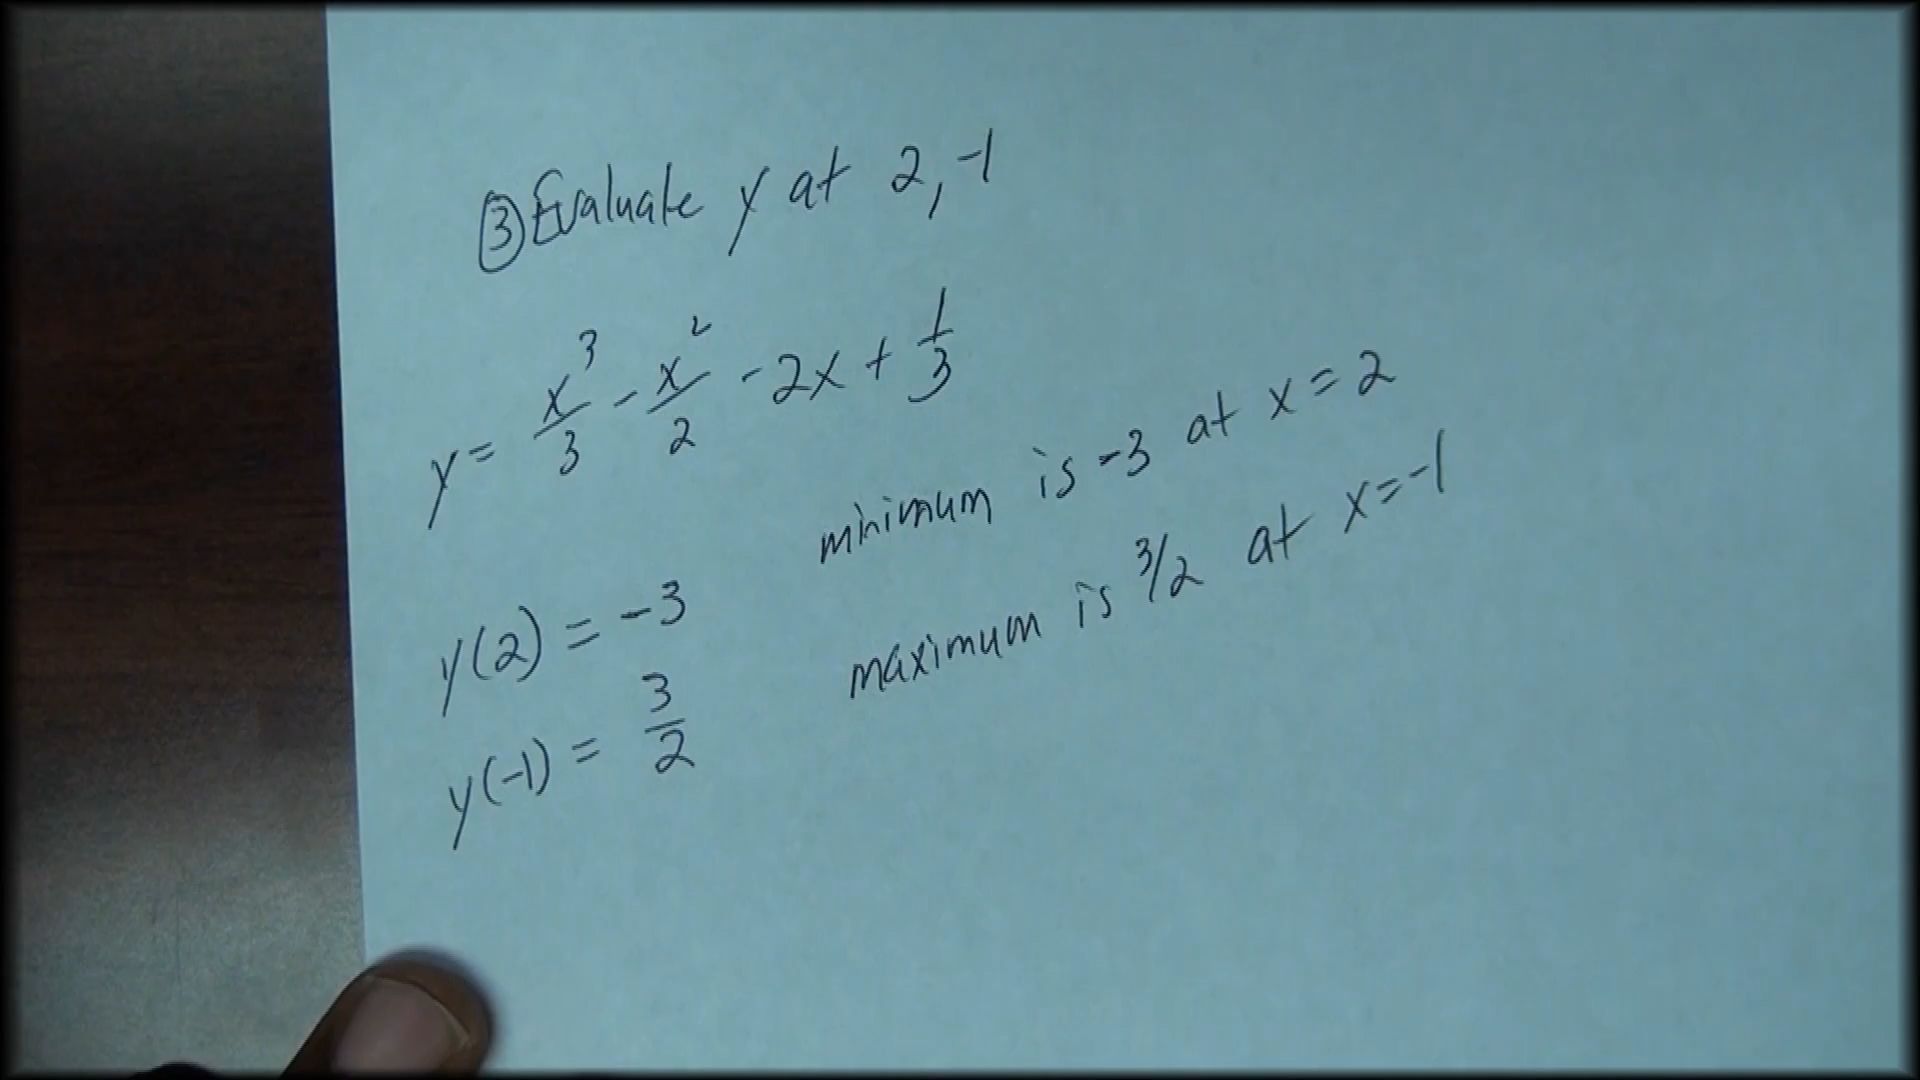 ③ Evaluate y at 2, -1
y = x³/3 - x²/2 - 2x + 1/3
minimum is -3 at x = 2
maximum is 3/2 at x = -1
y(2) = -3
y(-1) = 3/2